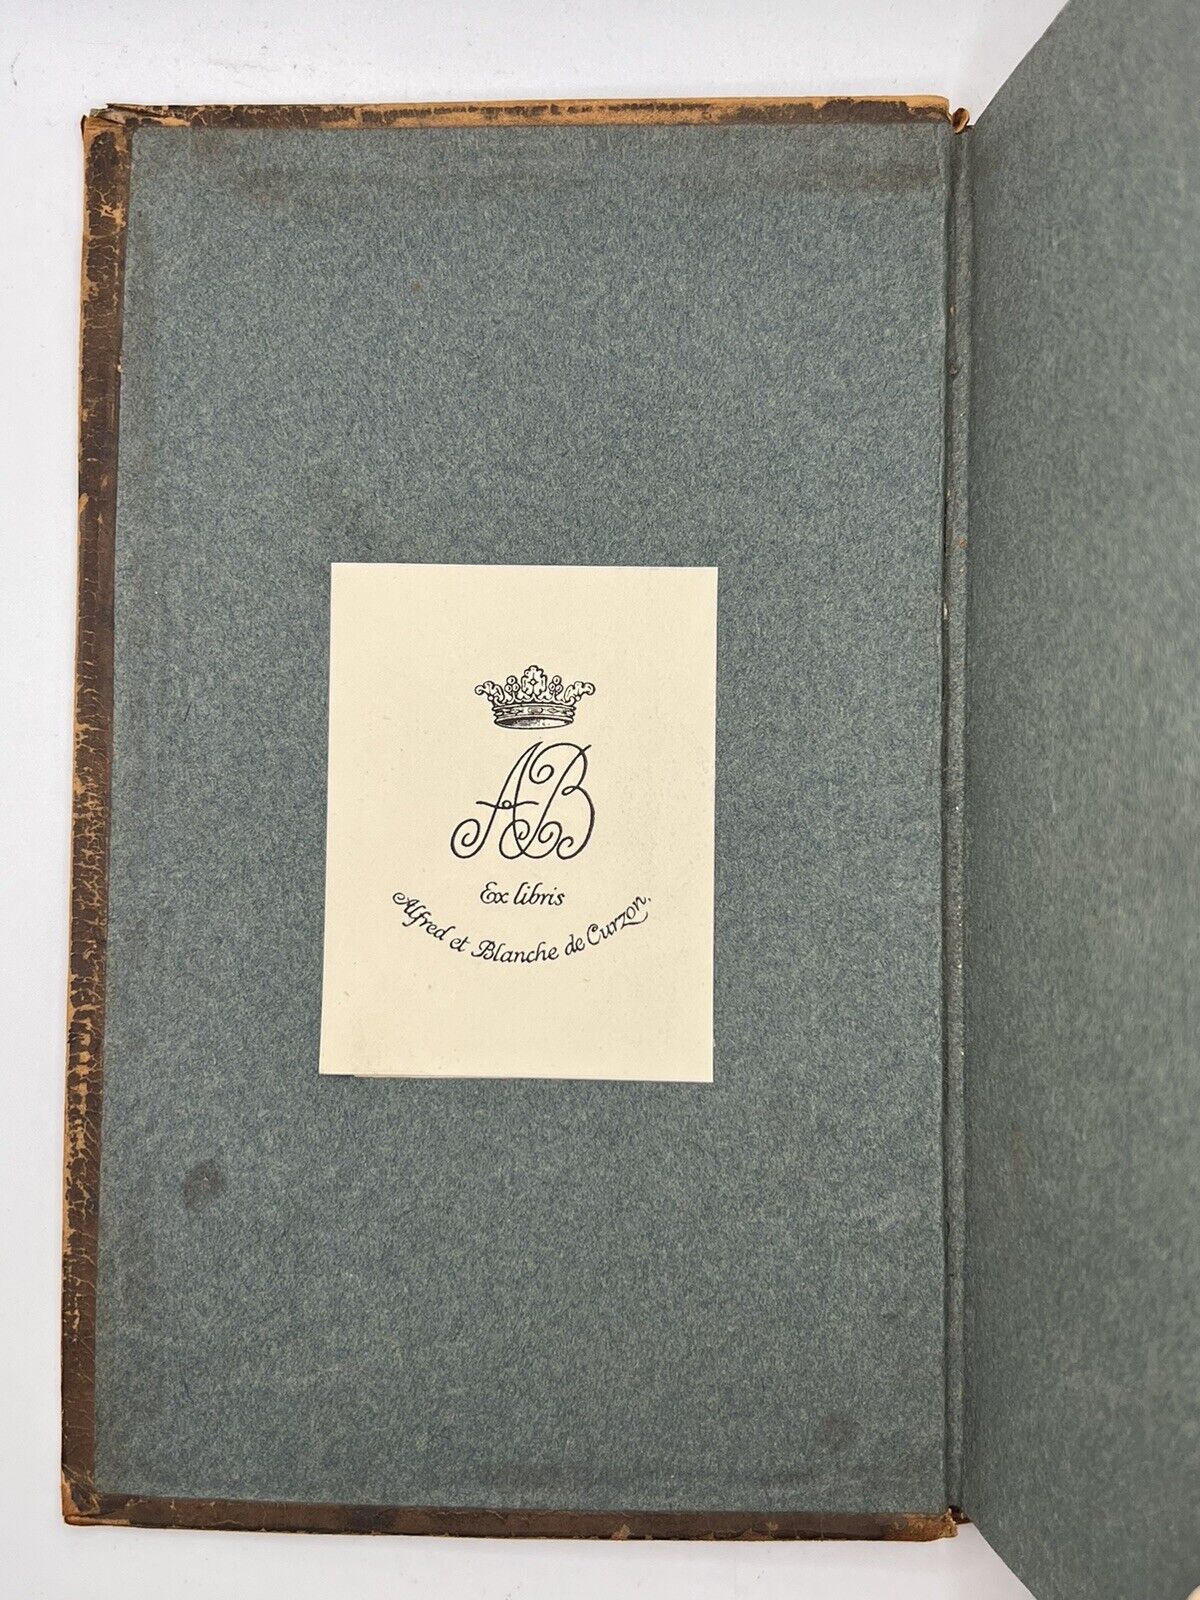 AB
Ex libris
Alfred et Blanche de Curzon.